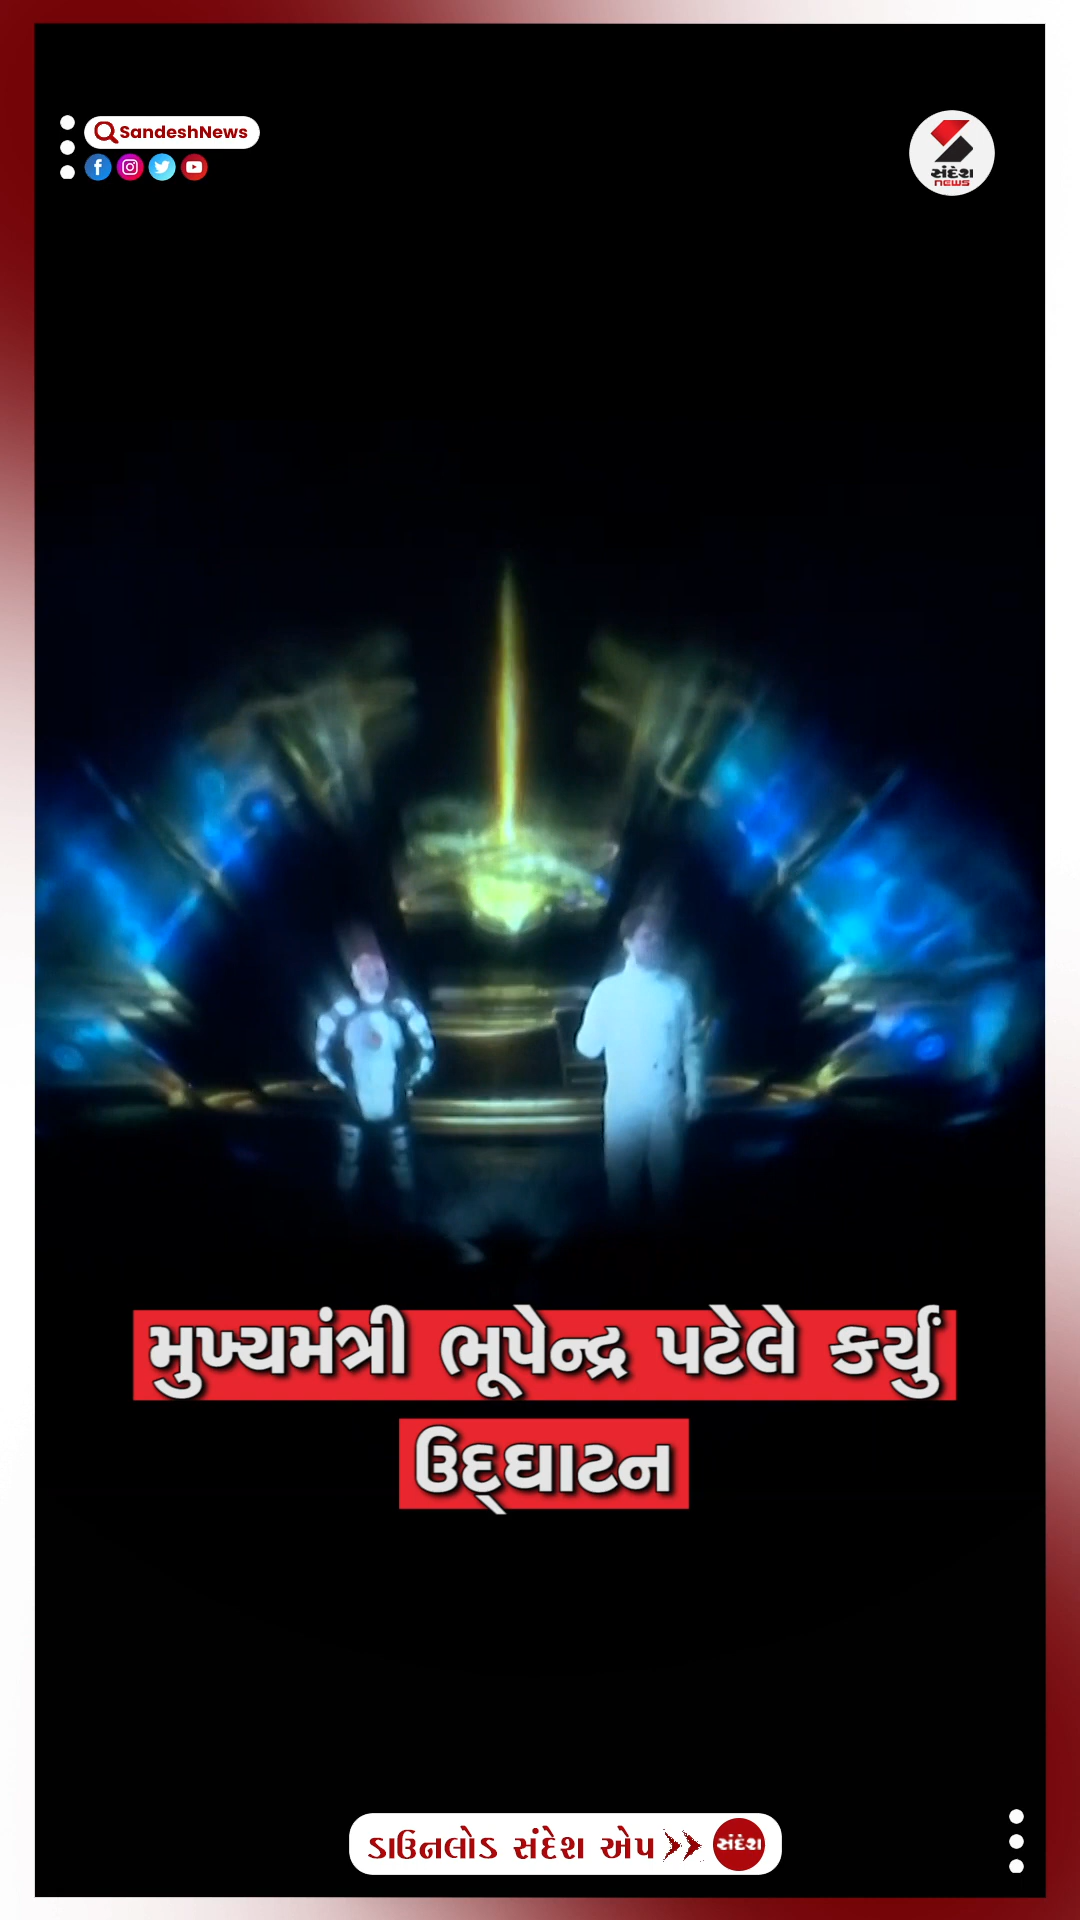 SandeshNews
સંદેશ
NEWS
મુખ્યમંત્રી ભૂપેન્દ્ર પટેલે કર્યું
ઉદ્ઘાટન
ડાઉનલોડ સંદેશ એપ
સંદેશ